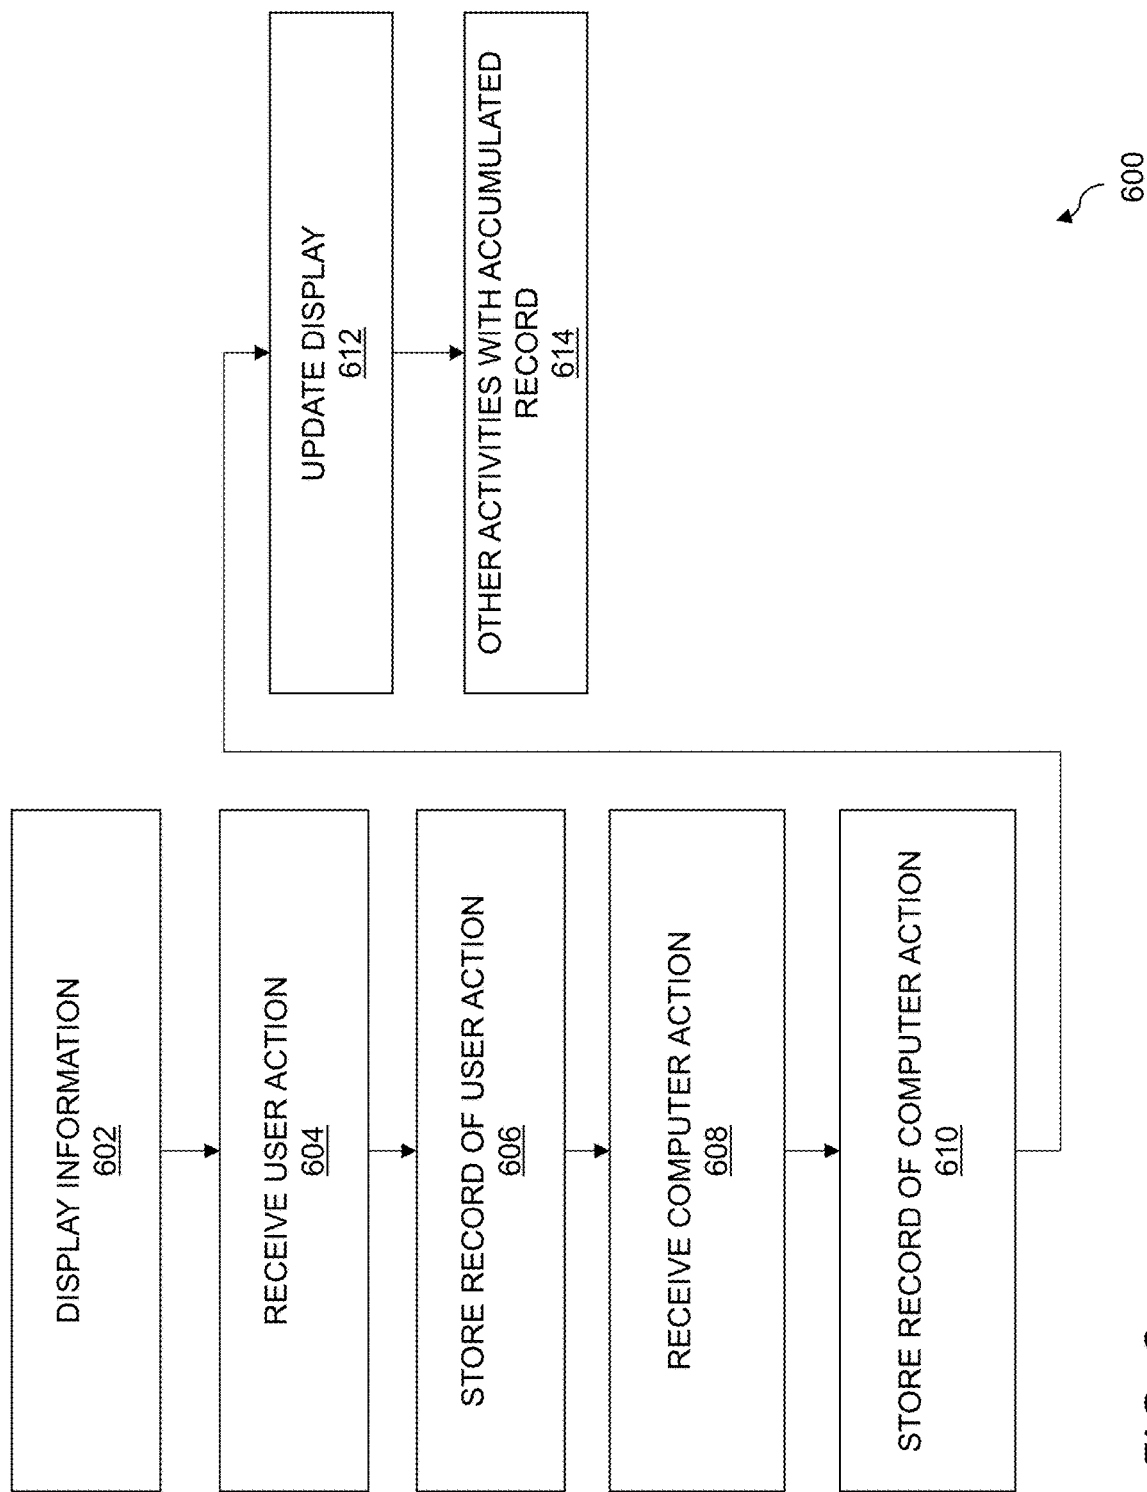 DISPLAY INFORMATION
602
RECEIVE USER ACTION
604
STORE RECORD OF USER ACTION
606
RECEIVE COMPUTER ACTION
608
STORE RECORD OF COMPUTER ACTION
610
UPDATE DISPLAY
612
OTHER ACTIVITIES WITH ACCUMULATED
RECORD
614
600